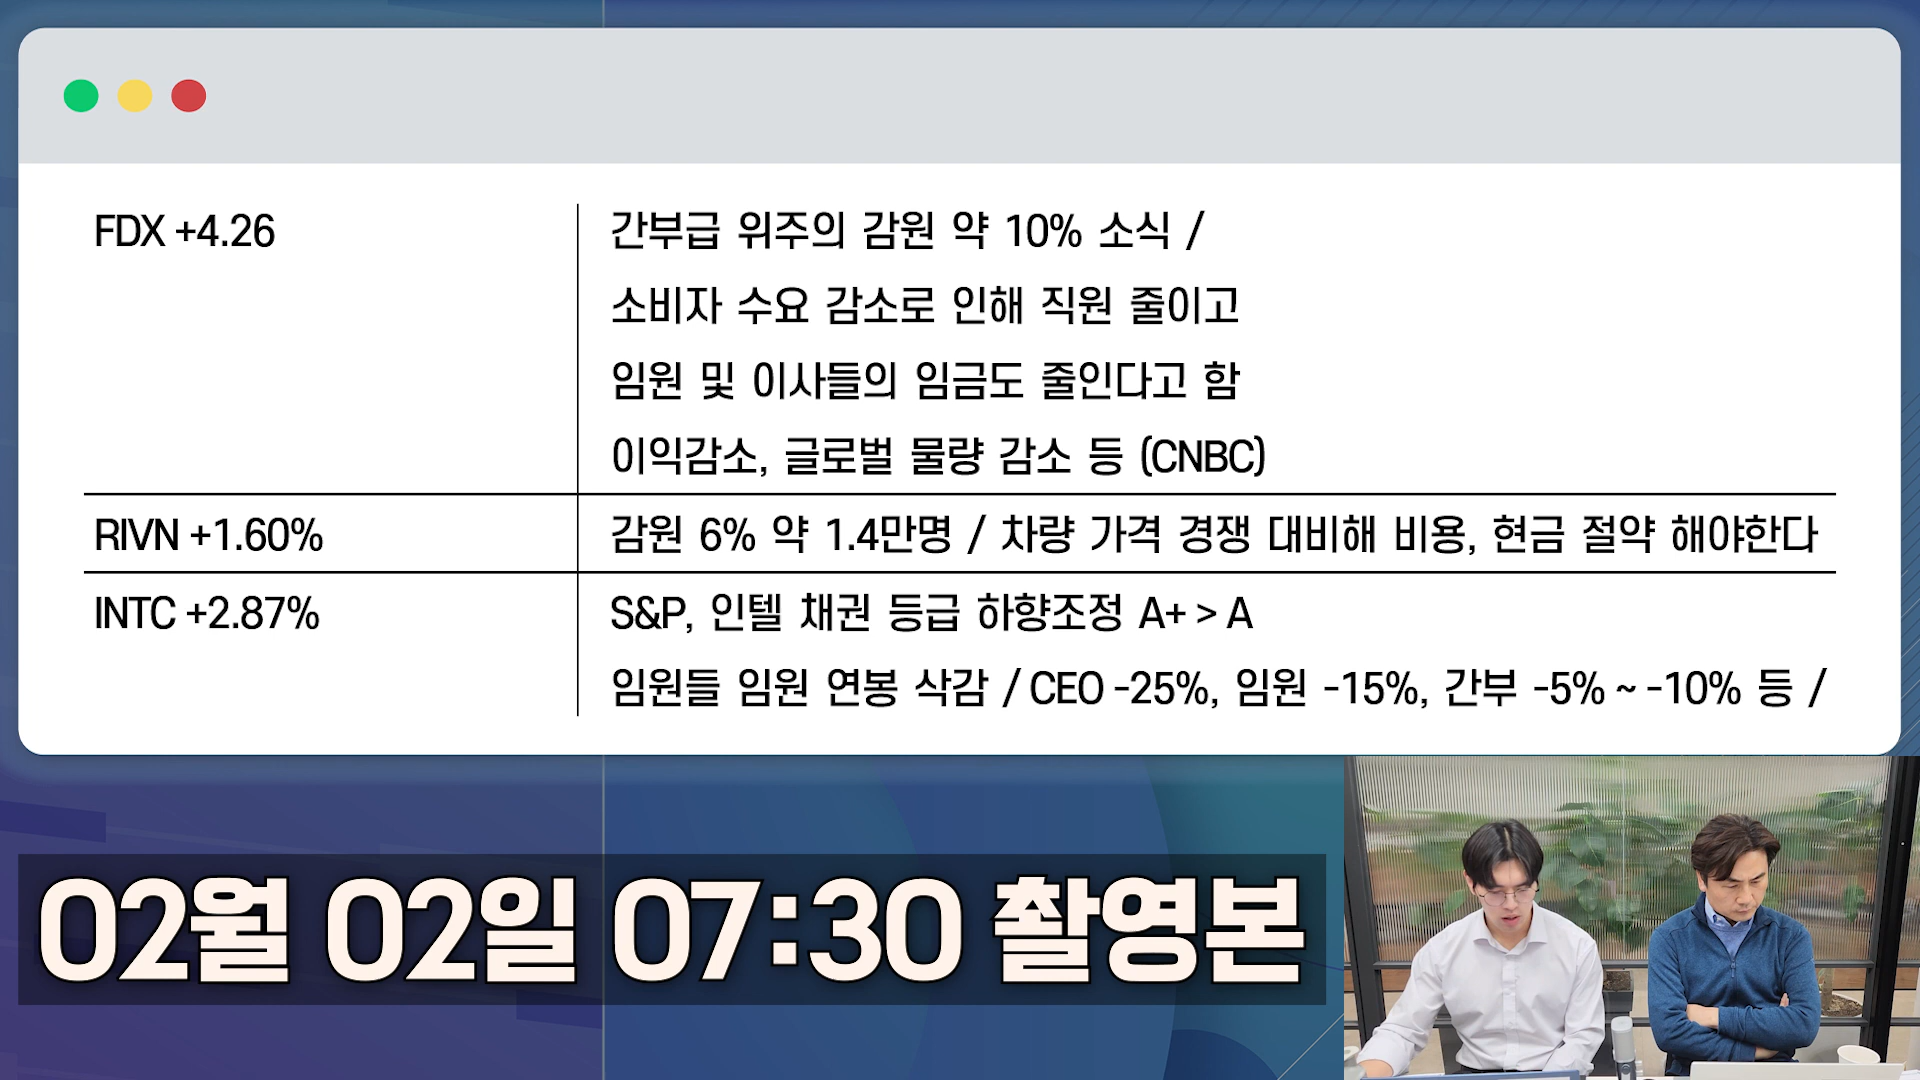 FDX +4.26
간부급 위주의 감원 약 10% 소식 /
소비자 수요 감소로 인해 직원 줄이고
임원 및 이사들의 임금도 줄인다고 함
이익감소, 글로벌 물량 감소 등 (CNBC)
RIVN +1.60%
감원 6% 약 1.4만명 / 차량 가격 경쟁 대비해 비용, 현금 절약 해야한다
INTC +2.87%
S&P, 인텔 채권 등급 하향조정 A+ > A
임원들 임원 연봉 삭감 / CEO -25%, 임원 -15%, 간부 -5% ~ -10% 등 /
02월 02일 07:30 촬영본